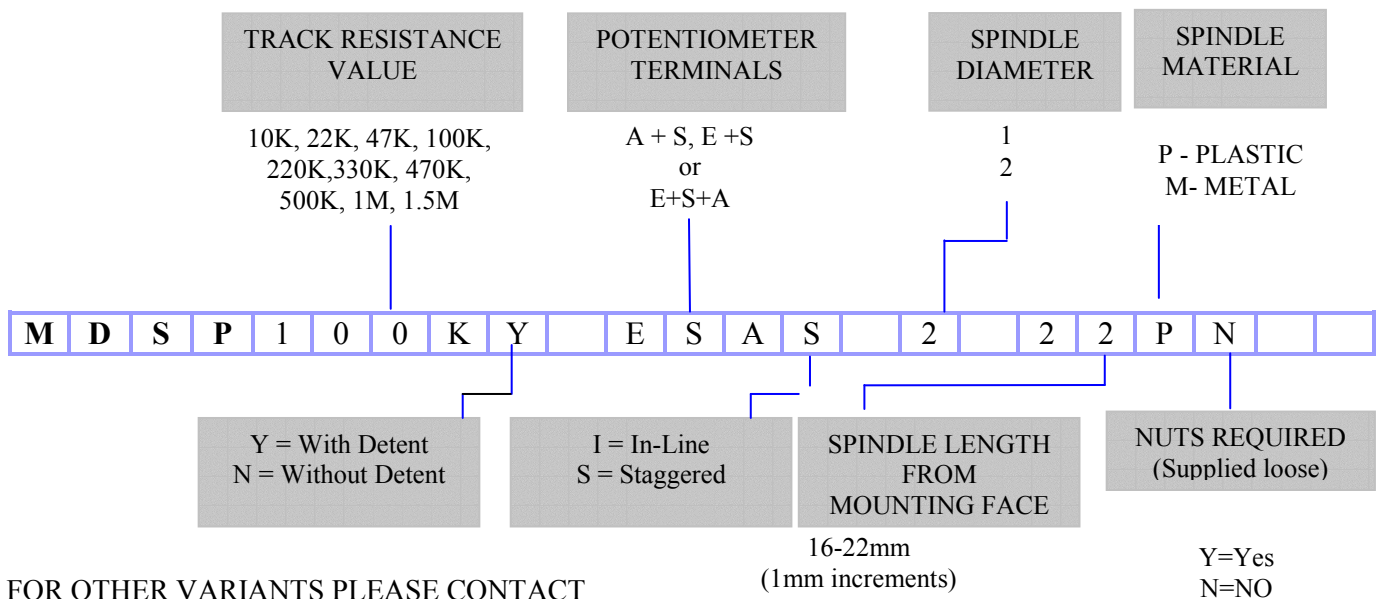 TRACK RESISTANCE
VALUE
POTENTIOMETER
TERMINALS
SPINDLE
DIAMETER
SPINDLE
MATERIAL
10K, 22K, 47K, 100K,
220K,330K, 470K,
500K, 1M, 1.5M
A + S, E +S
or
E+S+A
1
2
P - PLASTIC
M- METAL
M D S P 1 0 0 K Y E S A S 2 2 2 P N
Y = With Detent
N = Without Detent
I = In-Line
S = Staggered
SPINDLE LENGTH
FROM
MOUNTING FACE
NUTS REQUIRED
(Supplied loose)
16-22mm
(1mm increments)
Y=Yes
N=NO
FOR OTHER VARIANTS PLEASE CONTACT